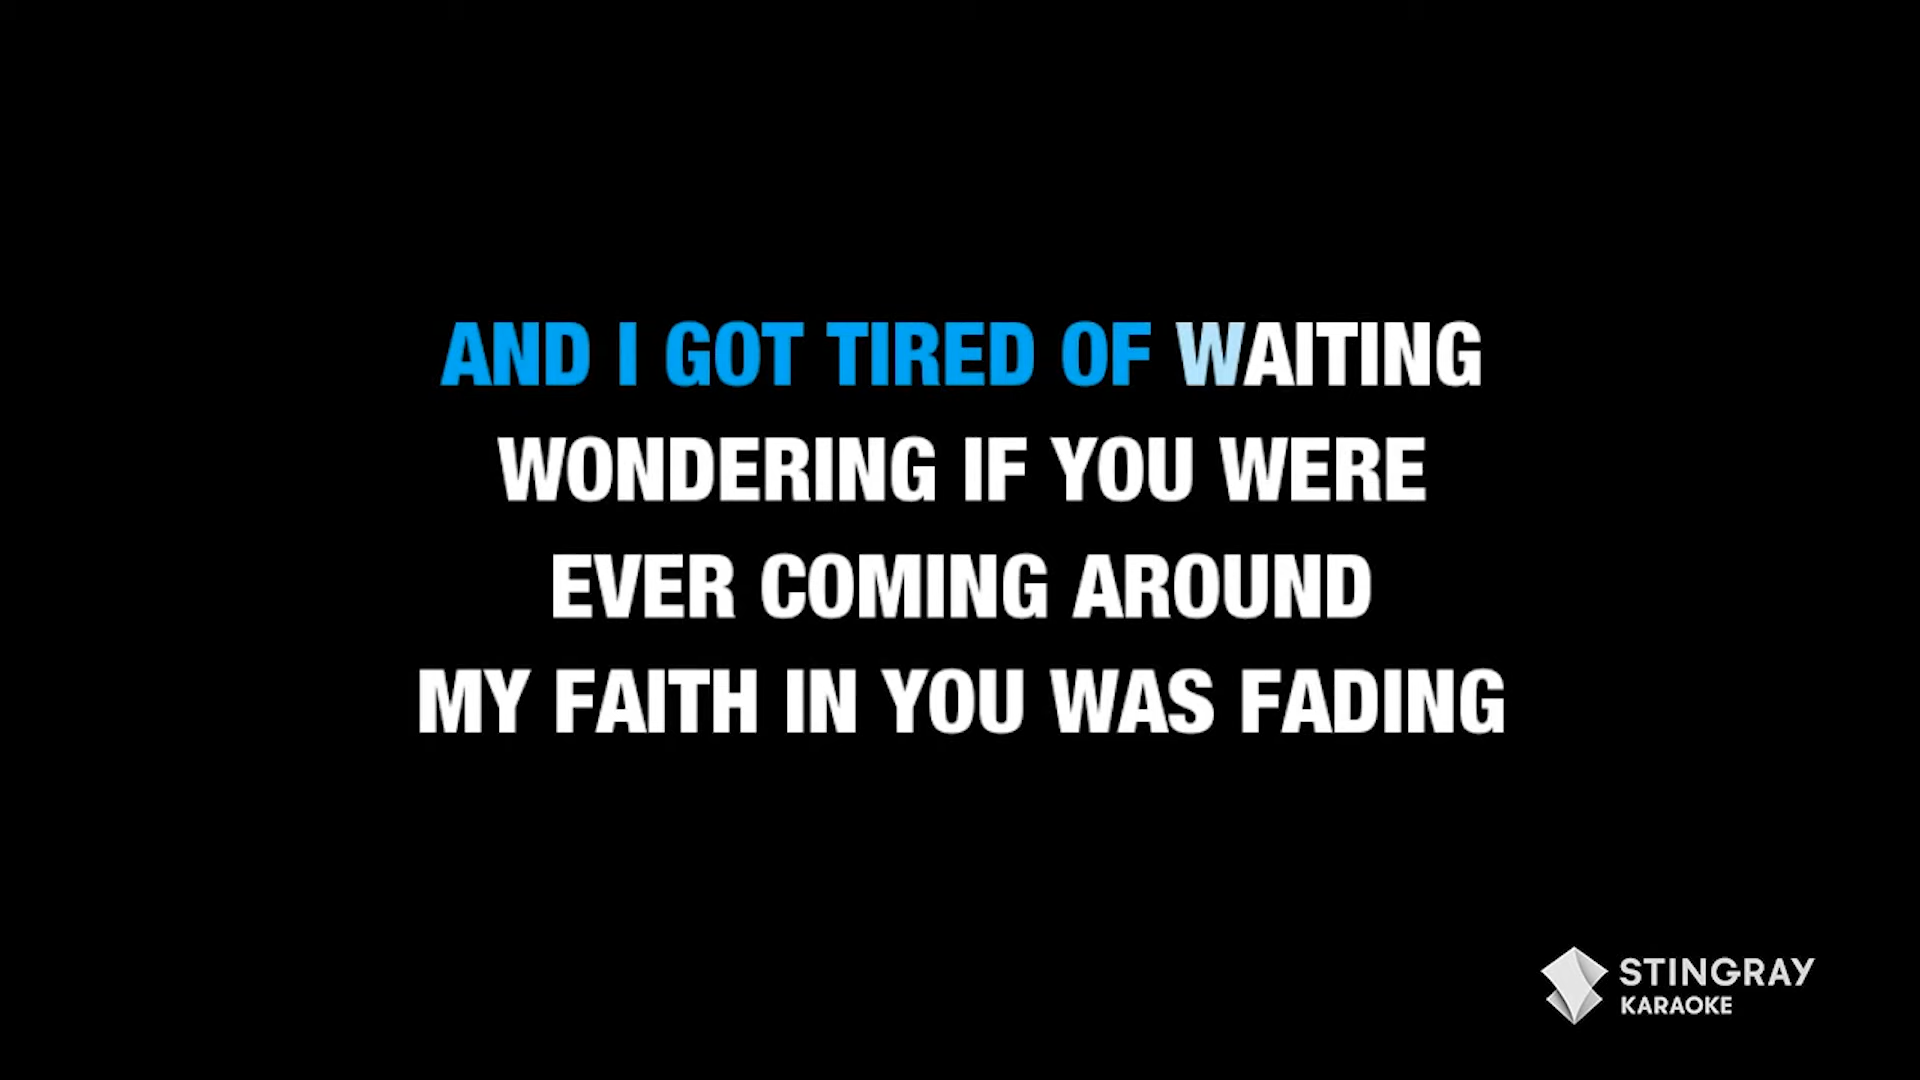 AND I GOT TIRED OF WAITING
WONDERING IF YOU WERE
EVER COMING AROUND
MY FAITH IN YOU WAS FADING
STINGRAY
KARAOKE